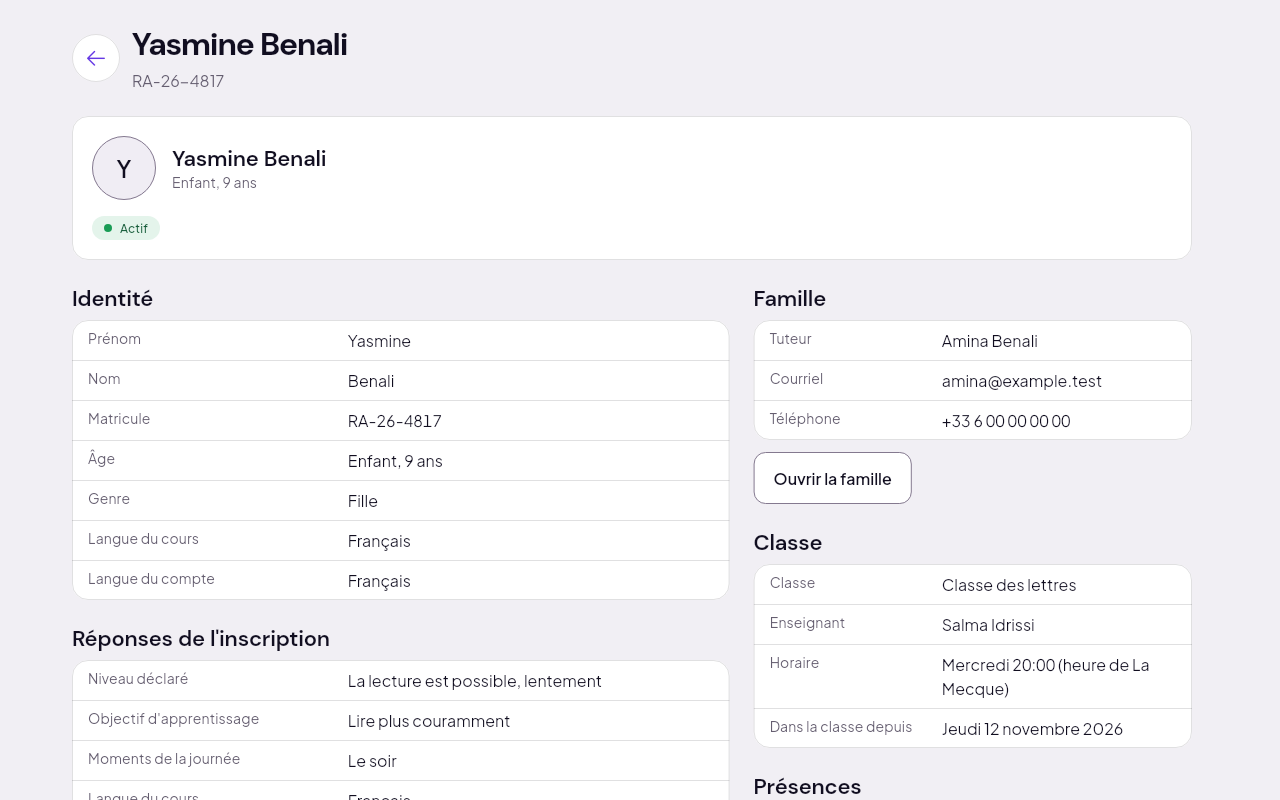 Yasmine Benali
RA-26-4817
Y
Yasmine Benali
Enfant, 9 ans
Actif
Identité
Prénom Yasmine
Nom Benali
Matricule RA-26-4817
Âge Enfant, 9 ans
Genre Fille
Langue du cours Français
Langue du compte Français
Réponses de l'inscription
Niveau déclaré La lecture est possible, lentement
Objectif d'apprentissage Lire plus couramment
Moments de la journée Le soir
Langue du cours Français
Famille
Tuteur Amina Benali
Courriel amina@example.test
Téléphone +33 6 00 00 00 00
Ouvrir la famille
Classe
Classe Classe des lettres
Enseignant Salma Idrissi
Horaire Mercredi 20:00 (heure de La
Mecque)
Dans la classe depuis Jeudi 12 novembre 2026
Présences